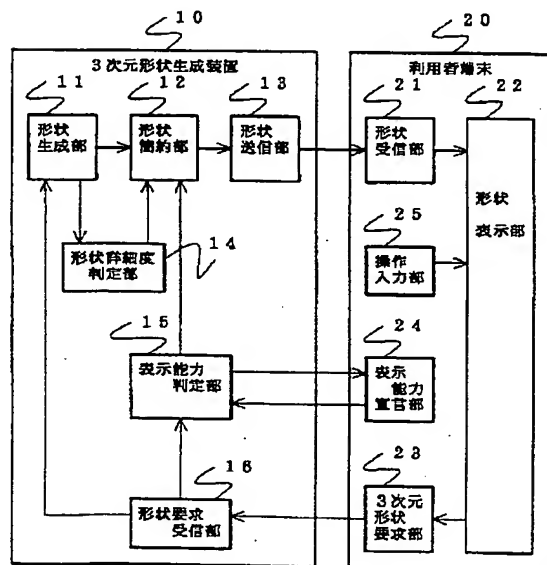 10
20
3次元形状生成装置
利用者端末
11
12
13
21
22
形状
生成部
形状
簡約部
形状
送信部
形状
受信部
形状
表示部
14
形状詳細度
判定部
25
操作
入力部
15
表示能力
判定部
24
表示
能力
宣言部
16
形状要求
受信部
23
3次元
形状
要求部